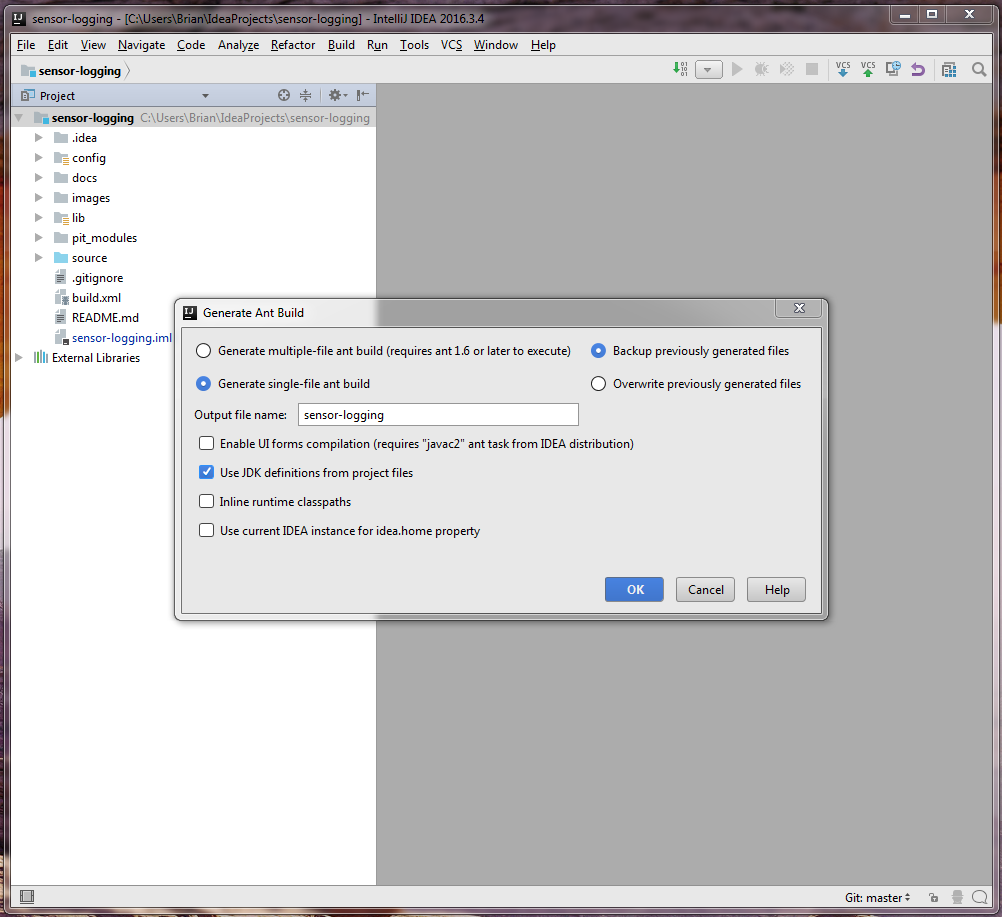 sensor-logging - [C:\Users\Brian\IdeaProjects\sensor-logging] - IntelliJ IDEA 2016.3.4
File Edit View Navigate Code Analyze Refactor Build Run Tools VCS Window Help
sensor-logging
VCS VCS
Project
sensor-logging C:\Users\Brian\IdeaProjects\sensor-logging
.idea
config
docs
images
lib
pit_modules
source
.gitignore
build.xml
README.md
sensor-logging.iml
External Libraries
Generate Ant Build
Generate multiple-file ant build (requires ant 1.6 or later to execute)
Backup previously generated files
Generate single-file ant build
Overwrite previously generated files
Output file name: sensor-logging
Enable UI forms compilation (requires "javac2" ant task from IDEA distribution)
Use JDK definitions from project files
Inline runtime classpaths
Use current IDEA instance for idea.home property
OK Cancel Help
Git: master